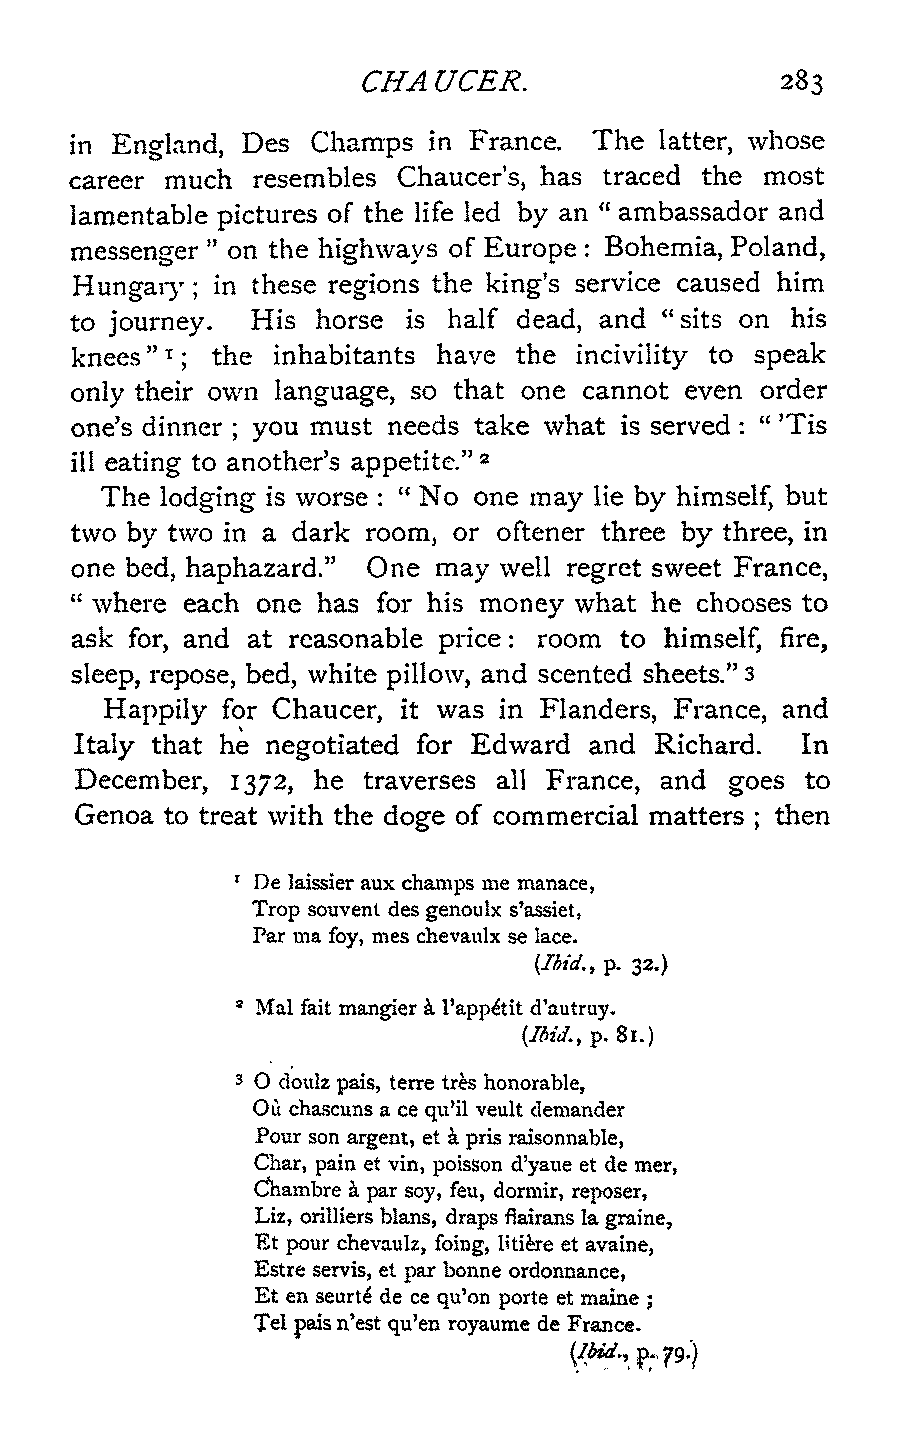 CHAUCER. 283
in England, Des Champs in France. The latter, whose
career much resembles Chaucer's, has traced the most
lamentable pictures of the life led by an “ ambassador and
messenger ” on the highways of Europe : Bohemia, Poland,
Hungary ; in these regions the king's service caused him
to journey. His horse is half dead, and “ sits on his
knees ” ¹ ; the inhabitants have the incivility to speak
only their own language, so that one cannot even order
one's dinner ; you must needs take what is served : “ 'Tis
ill eating to another's appetite.” ²
The lodging is worse : “ No one may lie by himself, but
two by two in a dark room, or oftener three by three, in
one bed, haphazard.” One may well regret sweet France,
“ where each one has for his money what he chooses to
ask for, and at reasonable price : room to himself, fire,
sleep, repose, bed, white pillow, and scented sheets.” ³
Happily for Chaucer, it was in Flanders, France, and
Italy that he negotiated for Edward and Richard. In
December, 1372, he traverses all France, and goes to
Genoa to treat with the doge of commercial matters ; then
¹ De laissier aux champs me manace,
Trop souvent des genoulx s'assiet,
Par ma foy, mes chevaulx se lace.
(Ibid., p. 32.)
² Mal fait mangier à l'appétit d'autruy.
(Ibid., p. 81.)
³ O doulz pais, terre très honorable,
Où chascuns a ce qu'il veult demander
Pour son argent, et à pris raisonnable,
Char, pain et vin, poisson d'yaue et de mer,
Chambre à par soy, feu, dormir, reposer,
Liz, orilliers blans, draps flairans la graine,
Et pour chevaulz, foing, litière et avaine,
Estre servis, et par bonne ordonnance,
Et en seurté de ce qu'on porte et maine ;
Tel pais n'est qu'en royaume de France.
(Ibid., p. 79.)